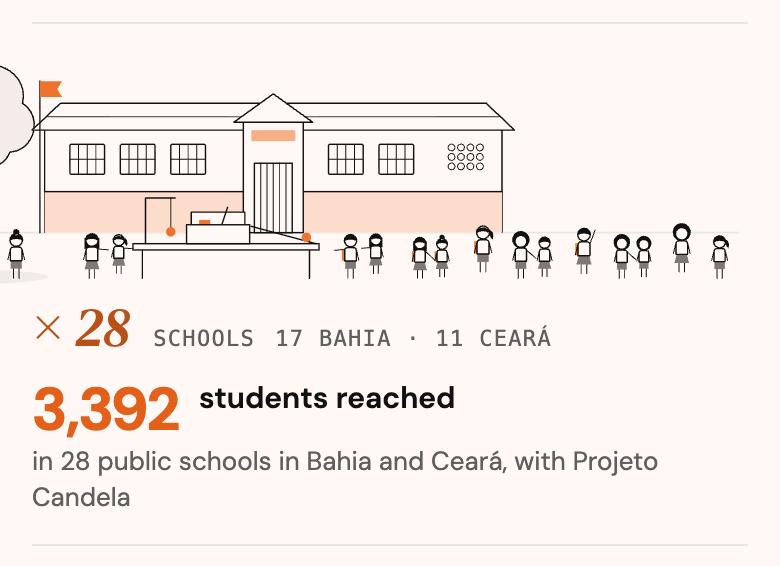 × 28 SCHOOLS 17 BAHIA · 11 CEARÁ
3,392 students reached
in 28 public schools in Bahia and Ceará, with Projeto
Candela